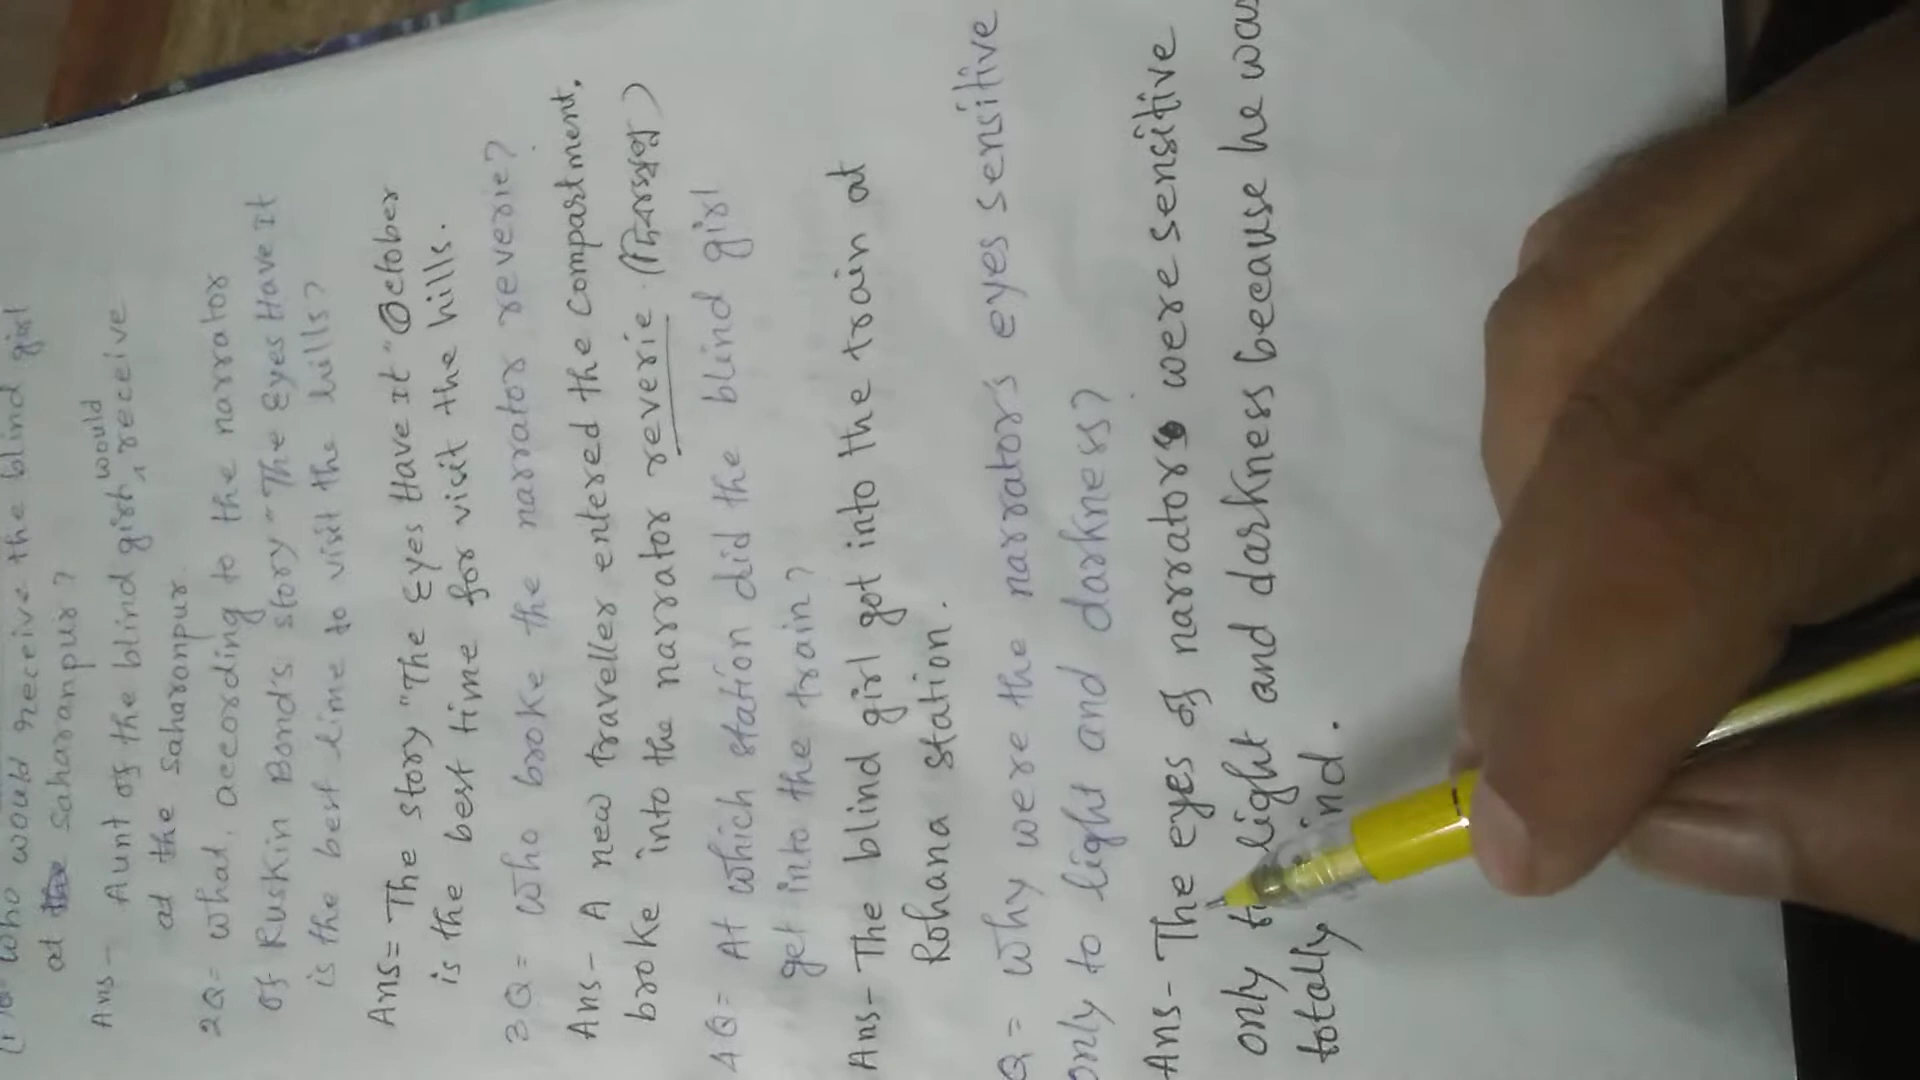 who would receive the blind girl
at the saharanpur?
Ans- Aunt of the blind girl, would receive
at the saharanpur.
2Q= what, according to the narrator
of Ruskin Bond's story "The Eyes Have It
is the best time to visit the hills?
Ans= The story "The Eyes Have It" October
is the best time for visit the hills.
3Q= Who broke the narrator reverie?
Ans- A new traveller entered the compartment,
broke into the narrator reverie.
4Q= At which station did the blind girl
get into the train?
Ans- The blind girl got into the train at
Rohana station.
Q= Why were the narrator's eyes sensitive
only to light and darkness?
Ans- The eyes of narrator were sensitive
only light and darkness because he was
totally